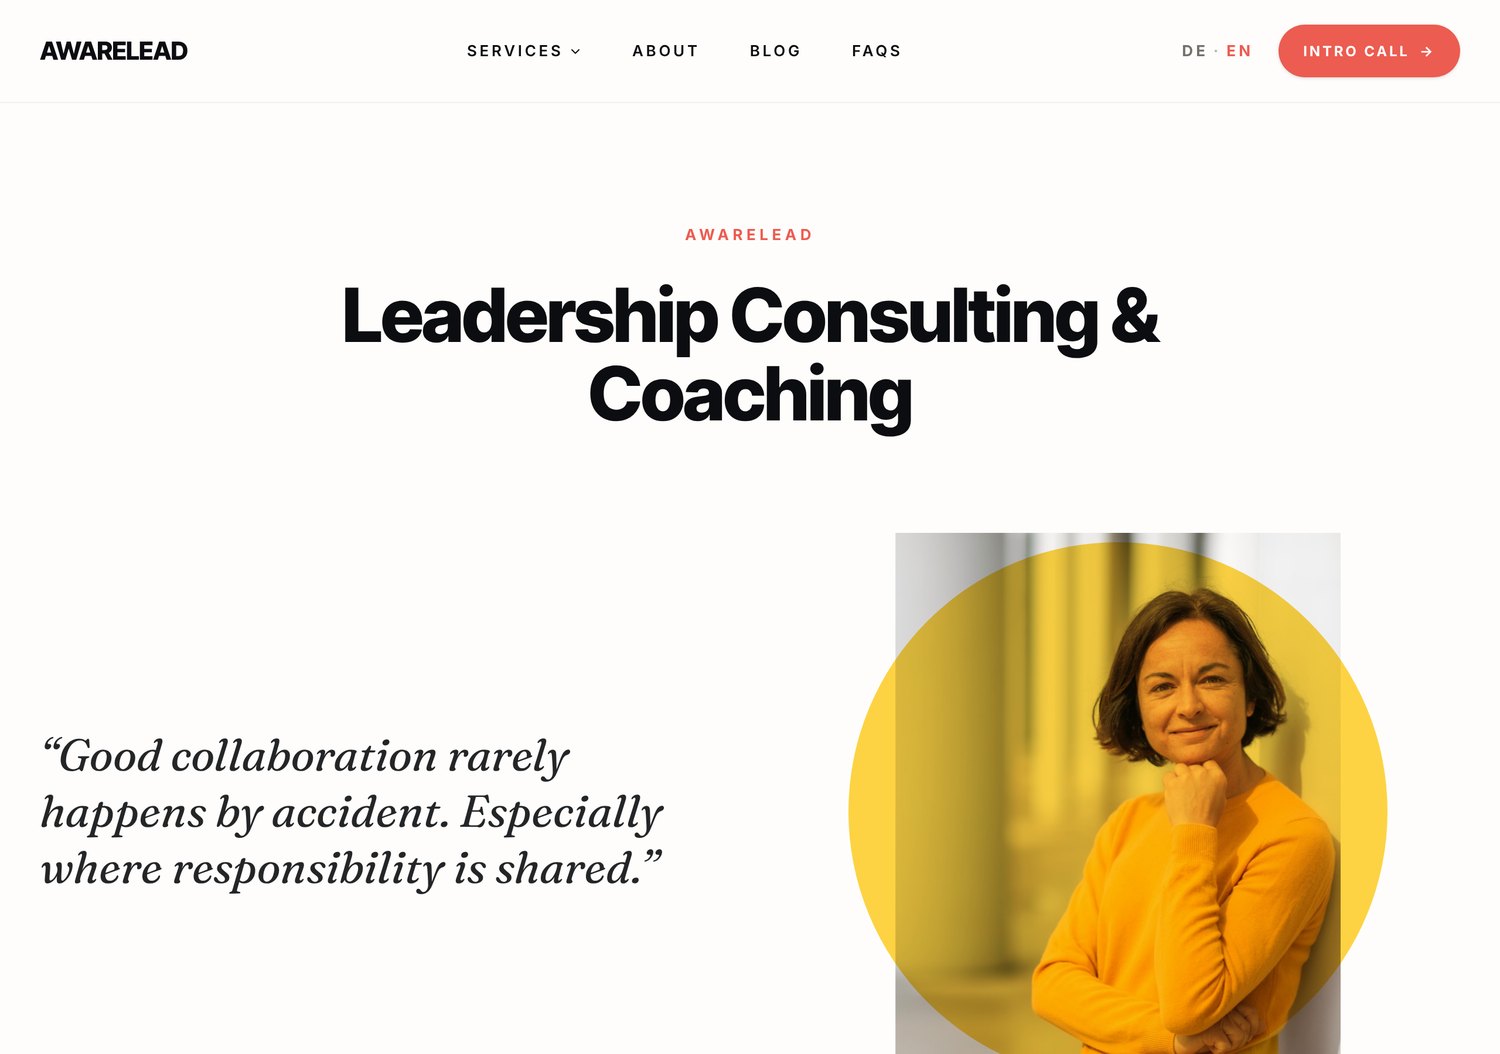 AWARELEAD
SERVICES
ABOUT
BLOG
FAQS
DE · EN
INTRO CALL →
AWARELEAD
Leadership Consulting &
Coaching
“Good collaboration rarely
happens by accident. Especially
where responsibility is shared.”